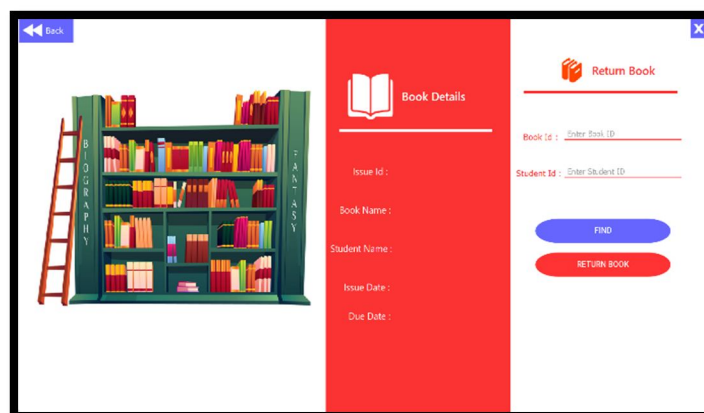 Back
X
BIOGRAPHY
FANTASY
Book Details
Issue Id :
Book Name :
Student Name :
Issue Date :
Due Date :
Return Book
Book Id : Enter Book ID
Student Id : Enter Student ID
FIND
RETURN BOOK